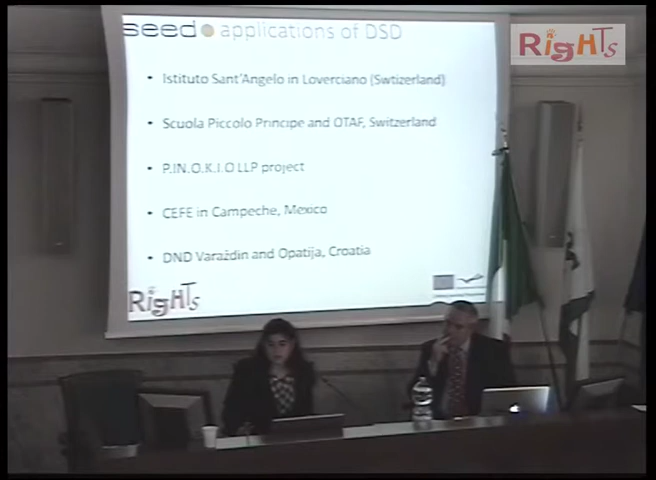 seed applications of DSD
RigHTs
• Istituto Sant'Angelo in Loverciano (Swtizerland)
• Scuola Piccolo Principe and OTAF, Switzerland
• P.IN.O.K.I.O LLP project
• CEFE in Campeche, Mexico
• DND Varaždin and Opatija, Croatia
RigHTs